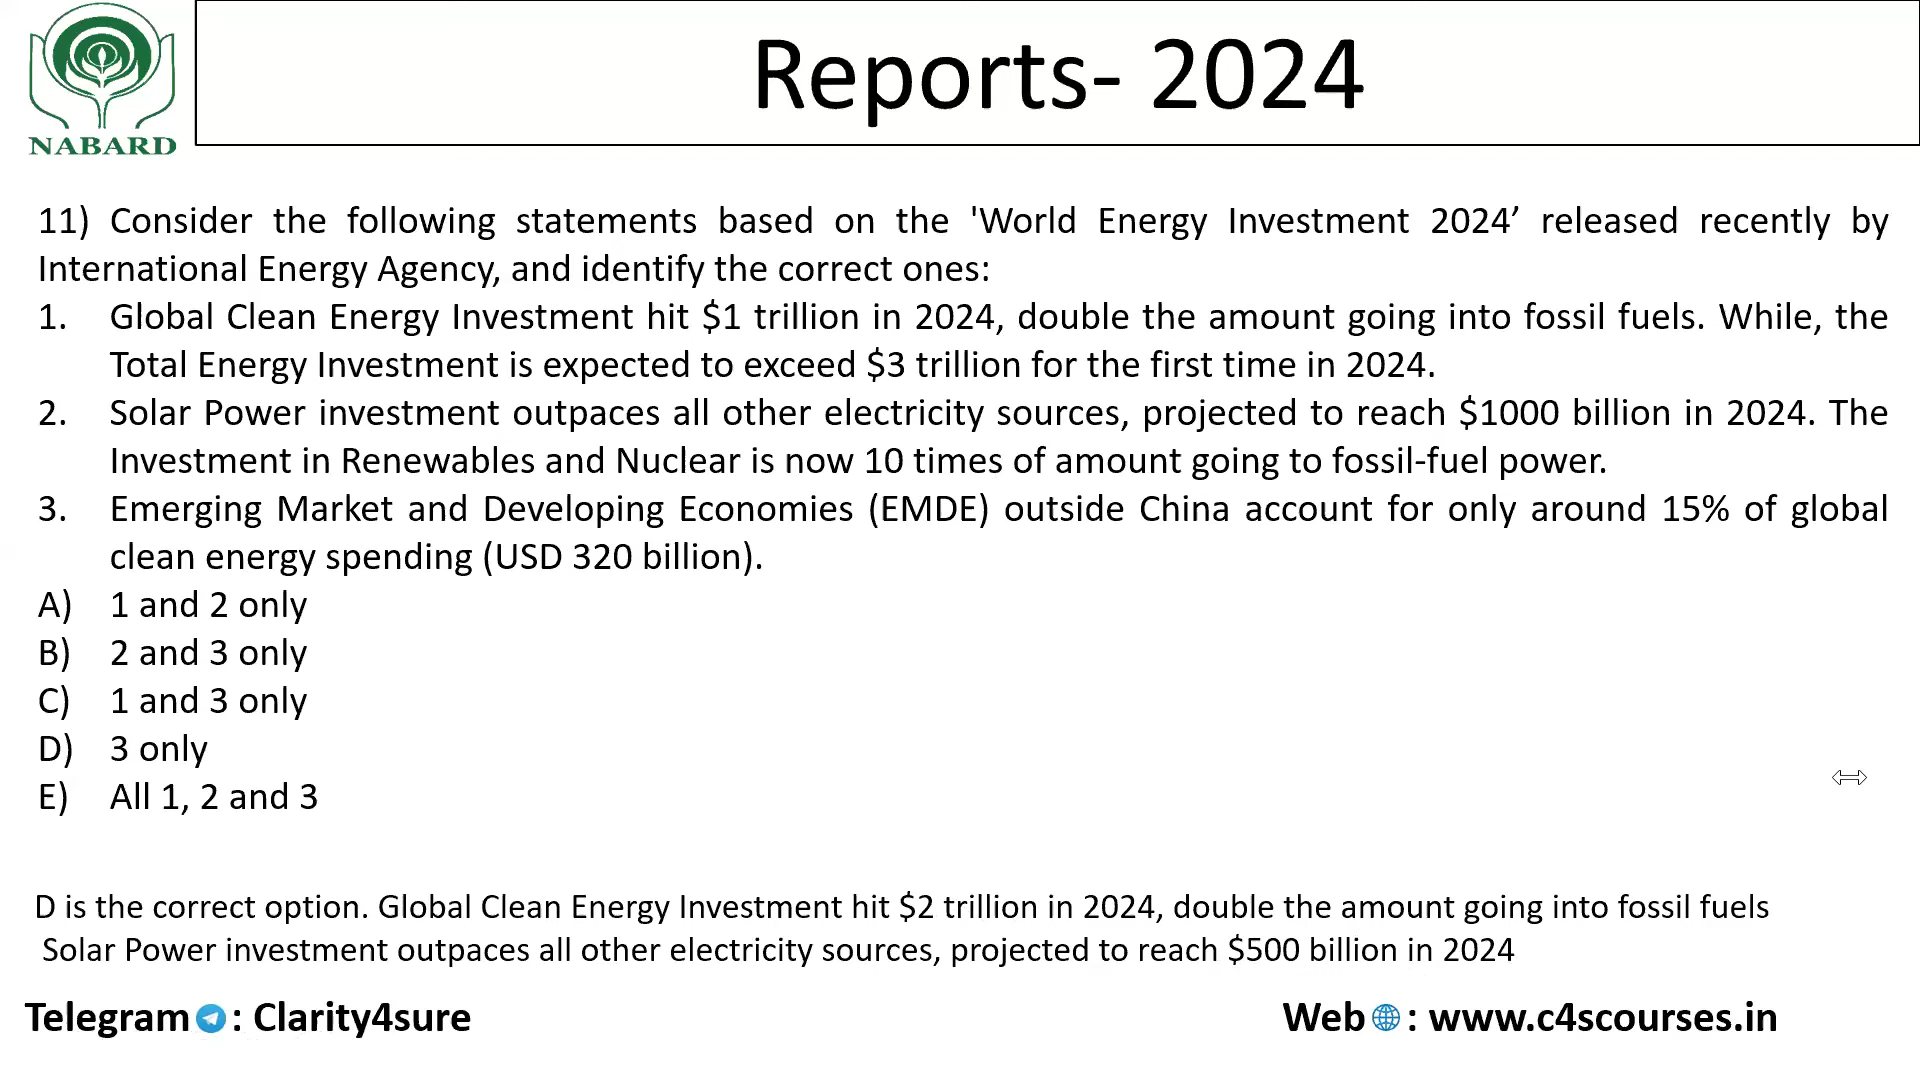 NABARD
Reports- 2024
11) Consider the following statements based on the 'World Energy Investment 2024’ released recently by
International Energy Agency, and identify the correct ones:
1. Global Clean Energy Investment hit $1 trillion in 2024, double the amount going into fossil fuels. While, the
Total Energy Investment is expected to exceed $3 trillion for the first time in 2024.
2. Solar Power investment outpaces all other electricity sources, projected to reach $1000 billion in 2024. The
Investment in Renewables and Nuclear is now 10 times of amount going to fossil-fuel power.
3. Emerging Market and Developing Economies (EMDE) outside China account for only around 15% of global
clean energy spending (USD 320 billion).
A) 1 and 2 only
B) 2 and 3 only
C) 1 and 3 only
D) 3 only
E) All 1, 2 and 3
D is the correct option. Global Clean Energy Investment hit $2 trillion in 2024, double the amount going into fossil fuels
Solar Power investment outpaces all other electricity sources, projected to reach $500 billion in 2024
Telegram : Clarity4sure
Web : www.c4scourses.in